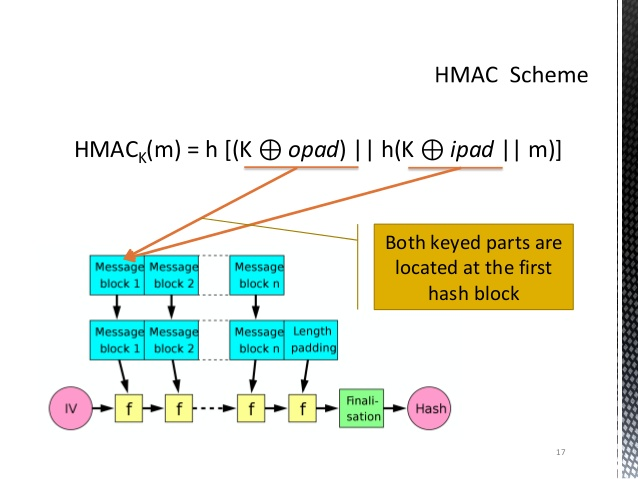 HMAC Scheme
HMACK(m) = h [(K ⊕ opad) || h(K ⊕ ipad || m)]
Both keyed parts are
located at the first
hash block
Message
block 1
Message
block 2
Message
block n
Message
block 1
Message
block 2
Message
block n
Length
padding
IV
f
f
f
f
Finali-
sation
Hash
17